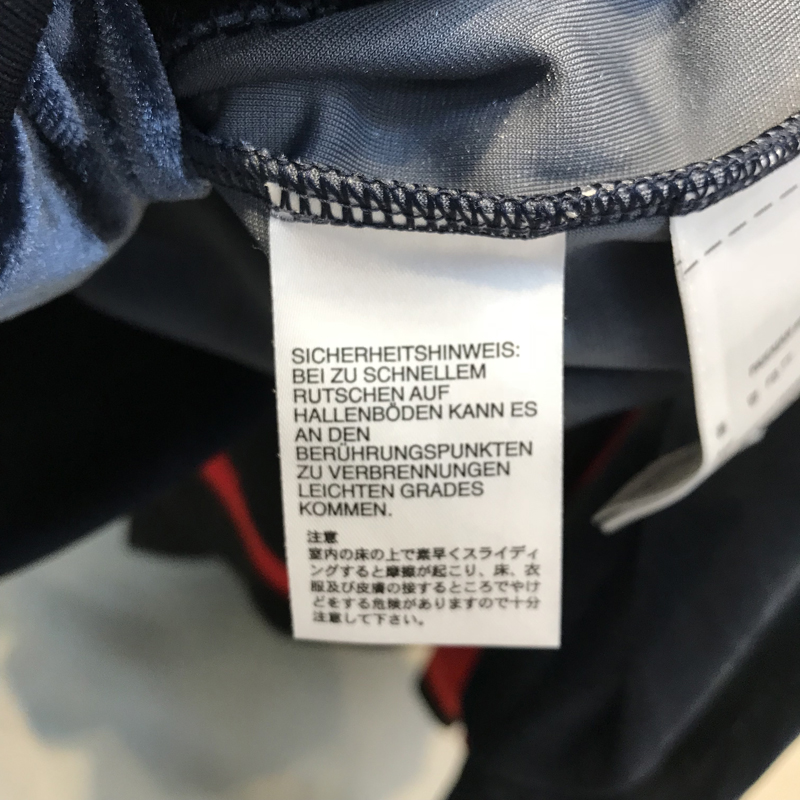 SICHERHEITSHINWEIS:
BEI ZU SCHNELLEM
RUTSCHEN AUF
HALLENBÖDEN KANN ES
AN DEN
BERÜHRUNGSPUNKTEN
ZU VERBRENNUNGEN
LEICHTEN GRADES
KOMMEN.
注意
室内の床の上で素早くスライディ
ングすると摩擦が起こり、床、衣
服及び皮膚の接するところでやけ
どをする危険がありますので十分
注意して下さい。